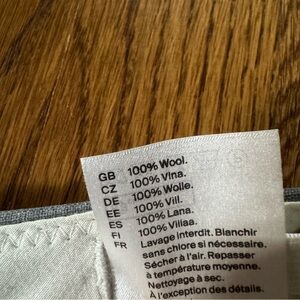 GB 100% Wool.
CZ 100% Vlna.
DE 100% Wolle.
EE 100% Vill.
ES 100% Lana.
FI 100% Villaa.
FR Lavage interdit. Blanchir
sans chlore si nécessaire.
Sécher à l'air. Repasser
à température moyenne.
Nettoyage à sec.
À l'exception des détails.